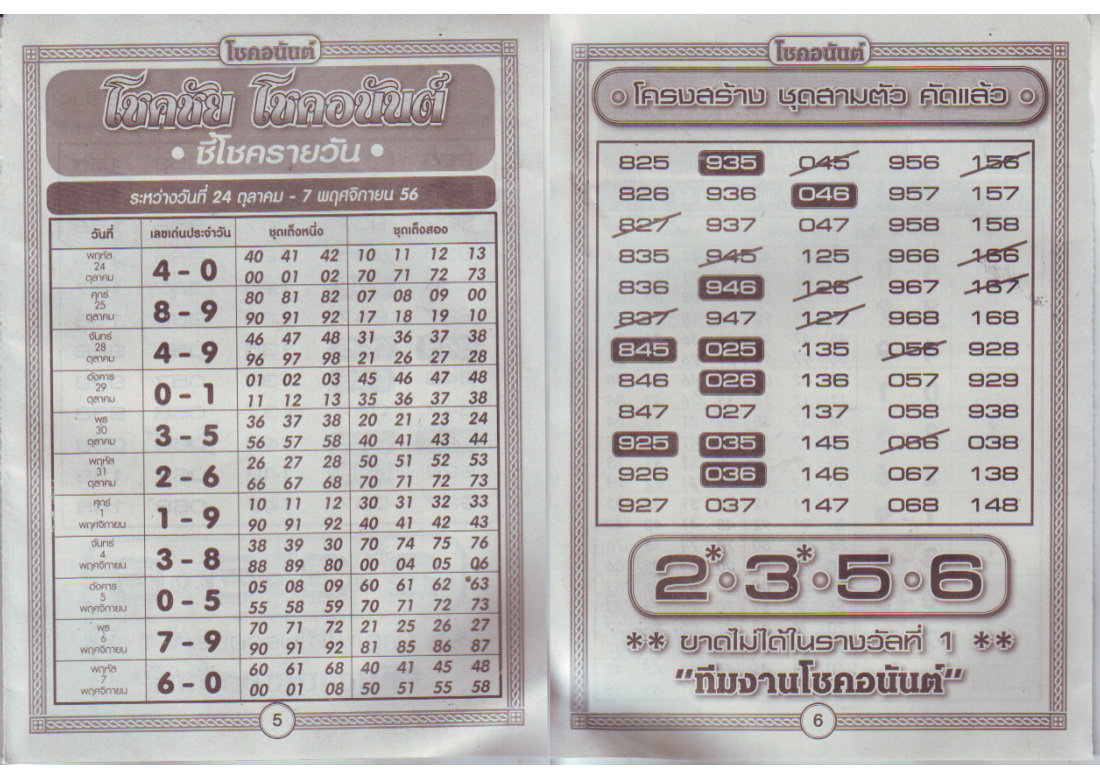 โชคอนันต์
โชคชัย โชคอนันต์
• ชี้โชครายวัน •
ระหว่างวันที่ 24 ตุลาคม - 7 พฤศจิกายน 56
วันที่ เลขเด่นประจำวัน ชุดเต็งหนึ่ง ชุดเต็งสอง
พฤหัส 40 41 42 10 11 12 13
24 4 - 0
ตุลาคม 00 01 02 70 71 72 73
ศุกร์ 80 81 82 07 08 09 00
25 8 - 9
ตุลาคม 90 91 92 17 18 19 10
จันทร์ 46 47 48 31 36 37 38
28 4 - 9
ตุลาคม 96 97 98 21 26 27 28
อังคาร 01 02 03 45 46 47 48
29 0 - 1
ตุลาคม 11 12 13 35 36 37 38
พุธ 36 37 38 20 21 23 24
30 3 - 5
ตุลาคม 56 57 58 40 41 43 44
พฤหัส 26 27 28 50 51 52 53
31 2 - 6
ตุลาคม 66 67 68 70 71 72 73
ศุกร์ 10 11 12 30 31 32 33
1 1 - 9
พฤศจิกายน 90 91 92 40 41 42 43
จันทร์ 38 39 30 70 74 75 76
4 3 - 8
พฤศจิกายน 88 89 80 00 04 05 06
อังคาร 05 08 09 60 61 62 *63
5 0 - 5
พฤศจิกายน 55 58 59 70 71 72 73
พุธ 70 71 72 21 25 26 27
6 7 - 9
พฤศจิกายน 90 91 92 81 85 86 87
พฤหัส 60 61 68 40 41 45 48
7 6 - 0
พฤศจิกายน 00 01 08 50 51 55 58
5
โชคอนันต์
โครงสร้าง ชุดสามตัว คัดแล้ว
825 935 045 956 156
826 936 046 957 157
827 937 047 958 158
835 945 125 966 166
836 946 126 967 167
837 947 127 968 168
845 025 135 056 928
846 026 136 057 929
847 027 137 058 938
925 035 145 066 038
926 036 146 067 138
927 037 147 068 148
2*•3*•5•6
** ขาดไม่ได้ในรางวัลที่ 1 **
"ทีมงานโชคอนันต์"
6